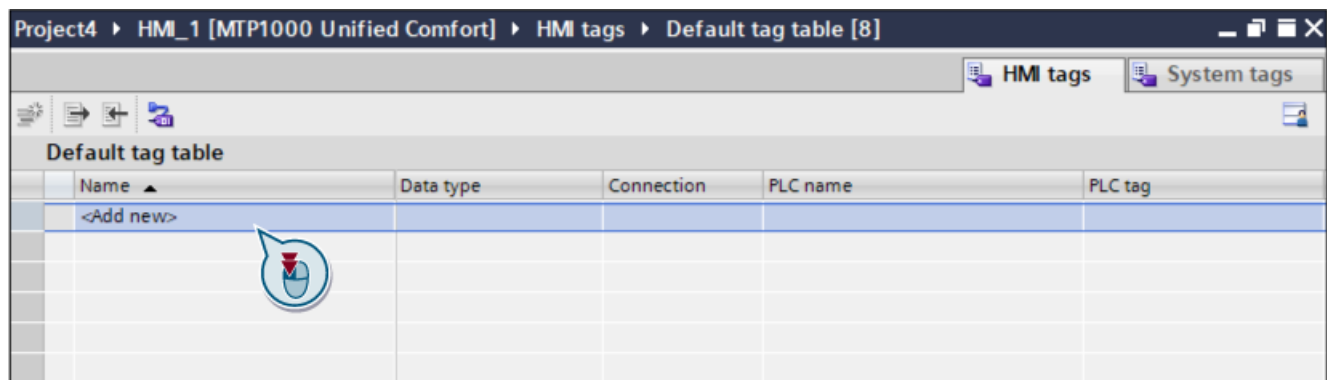 Project4 ▸ HMI_1 [MTP1000 Unified Comfort] ▸ HMI tags ▸ Default tag table [8]
HMI tags System tags
Default tag table
Name Data type Connection PLC name PLC tag
<Add new>